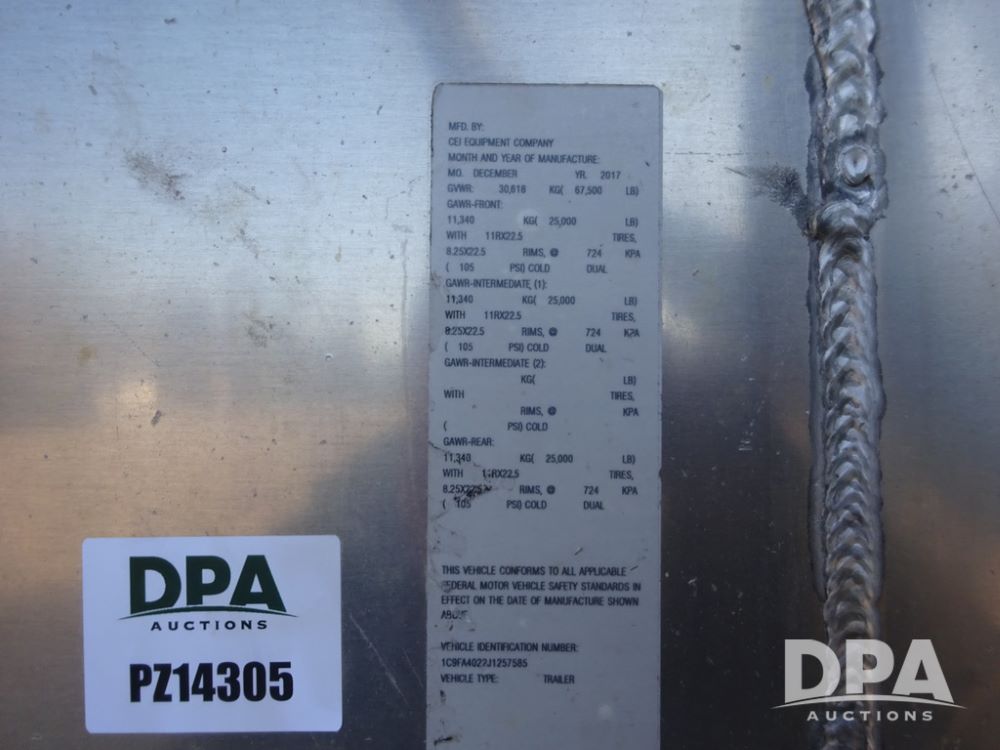 MFD. BY:
CEI EQUIPMENT COMPANY
MONTH AND YEAR OF MANUFACTURE:
MO. DECEMBER YR. 2017
GVWR: 30,618 KG( 67,500 LB)
GAWR-FRONT:
11,340 KG( 25,000 LB)
WITH 11RX22.5 TIRES,
8.25X22.5 RIMS, @ 724 KPA
( 105 PSI) COLD DUAL
GAWR-INTERMEDIATE (1):
11,340 KG( 25,000 LB)
WITH 11RX22.5 TIRES,
8.25X22.5 RIMS, @ 724 KPA
( 105 PSI) COLD DUAL
GAWR-INTERMEDIATE (2):
KG( LB)
WITH TIRES,
RIMS, @ KPA
( PSI) COLD
GAWR-REAR:
11,340 KG( 25,000 LB)
WITH 11RX22.5 TIRES,
8.25X22.5 RIMS, @ 724 KPA
( 105 PSI) COLD DUAL
THIS VEHICLE CONFORMS TO ALL APPLICABLE
FEDERAL MOTOR VEHICLE SAFETY STANDARDS IN
EFFECT ON THE DATE OF MANUFACTURE SHOWN
ABOVE
VEHICLE IDENTIFICATION NUMBER:
1C9FA4027J1257585
VEHICLE TYPE: TRAILER
DPA
AUCTIONS
PZ14305
DPA
AUCTIONS